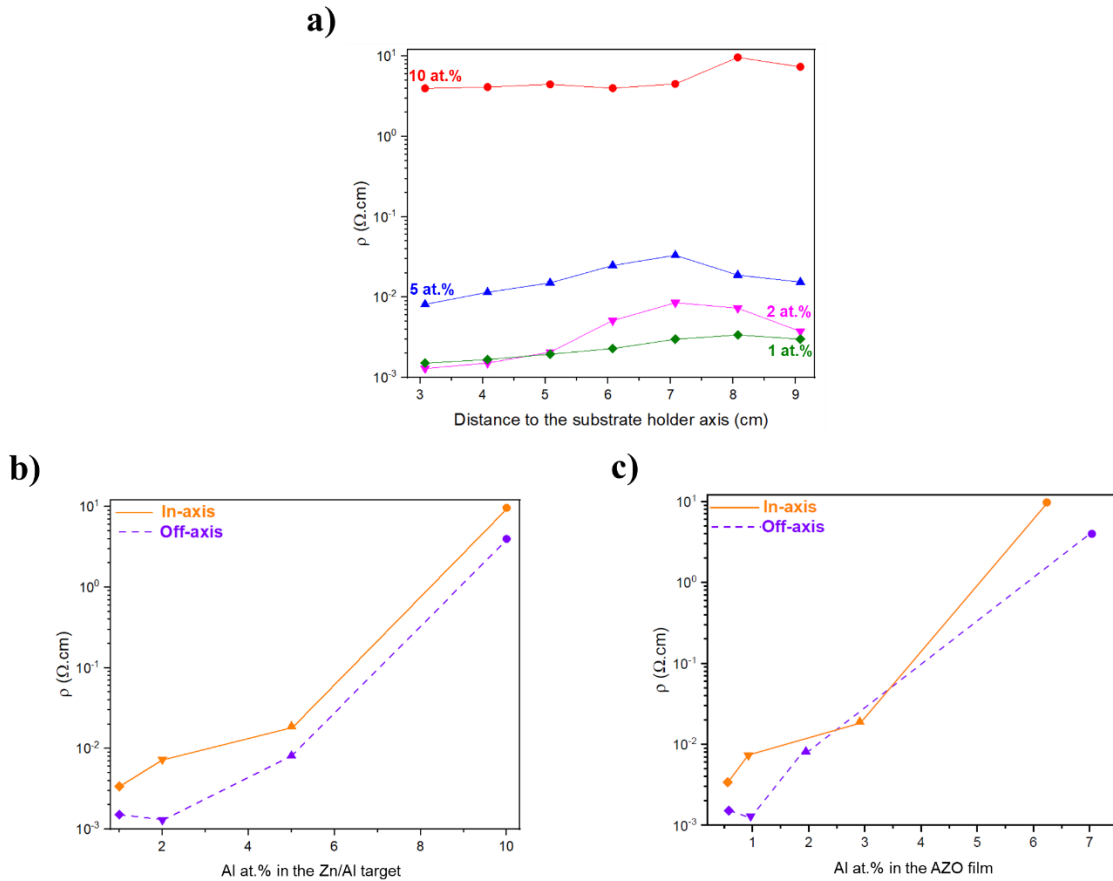 a)
10 at.%
5 at.%
2 at.%
1 at.%
10¹
10⁰
10⁻¹
10⁻²
10⁻³
ρ (Ω.cm)
3 4 5 6 7 8 9
Distance to the substrate holder axis (cm)
b)
In-axis
Off-axis
10¹
10⁰
10⁻¹
10⁻²
10⁻³
ρ (Ω.cm)
2 4 6 8 10
Al at.% in the Zn/Al target
c)
In-axis
Off-axis
10¹
10⁰
10⁻¹
10⁻²
10⁻³
ρ (Ω.cm)
1 2 3 4 5 6 7
Al at.% in the AZO film